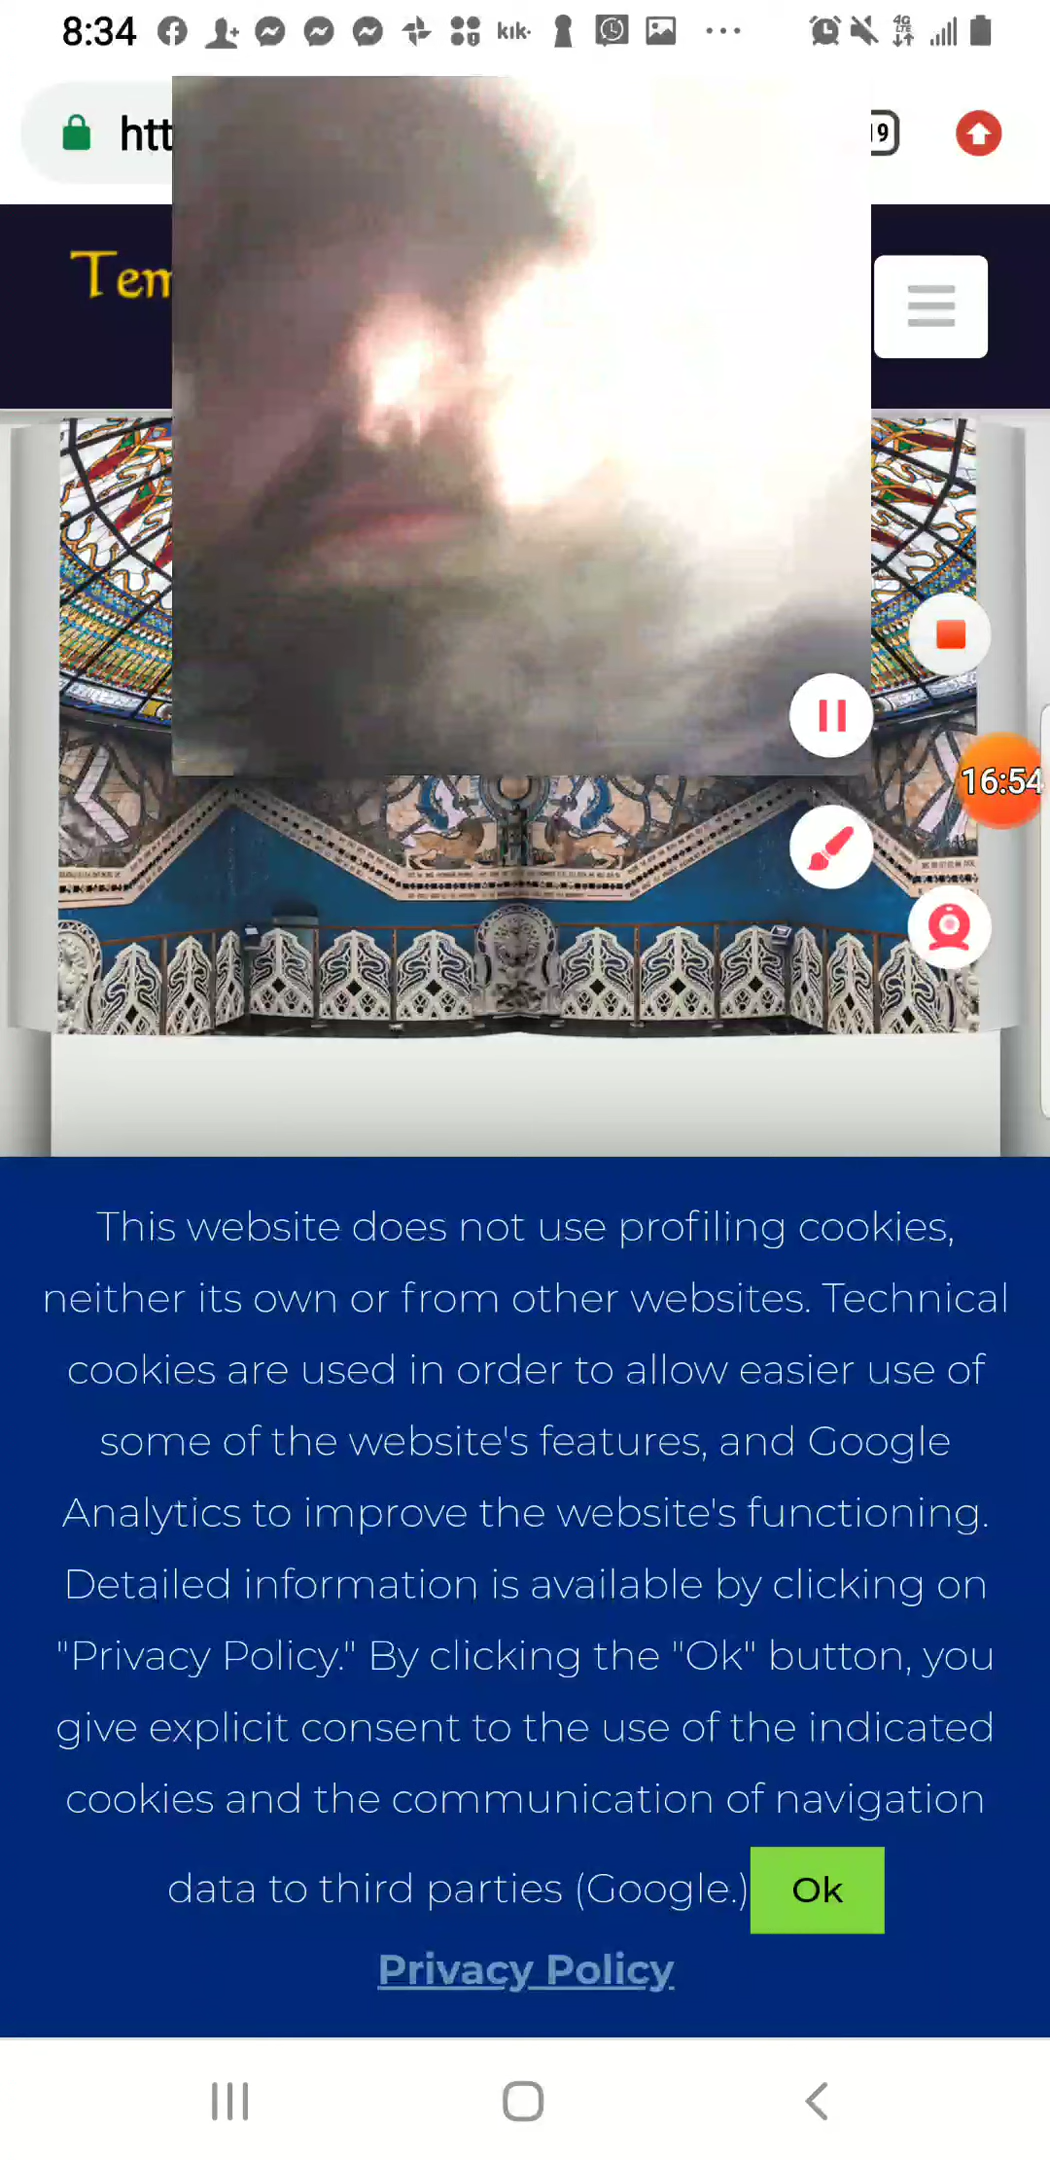 8:34
kik·
4G
LTE
htt
19
Tem
16:54
This website does not use profiling cookies,
neither its own or from other websites. Technical
cookies are used in order to allow easier use of
some of the website's features, and Google
Analytics to improve the website's functioning.
Detailed information is available by clicking on
"Privacy Policy." By clicking the "Ok" button, you
give explicit consent to the use of the indicated
cookies and the communication of navigation
data to third parties (Google.) Ok
Privacy Policy